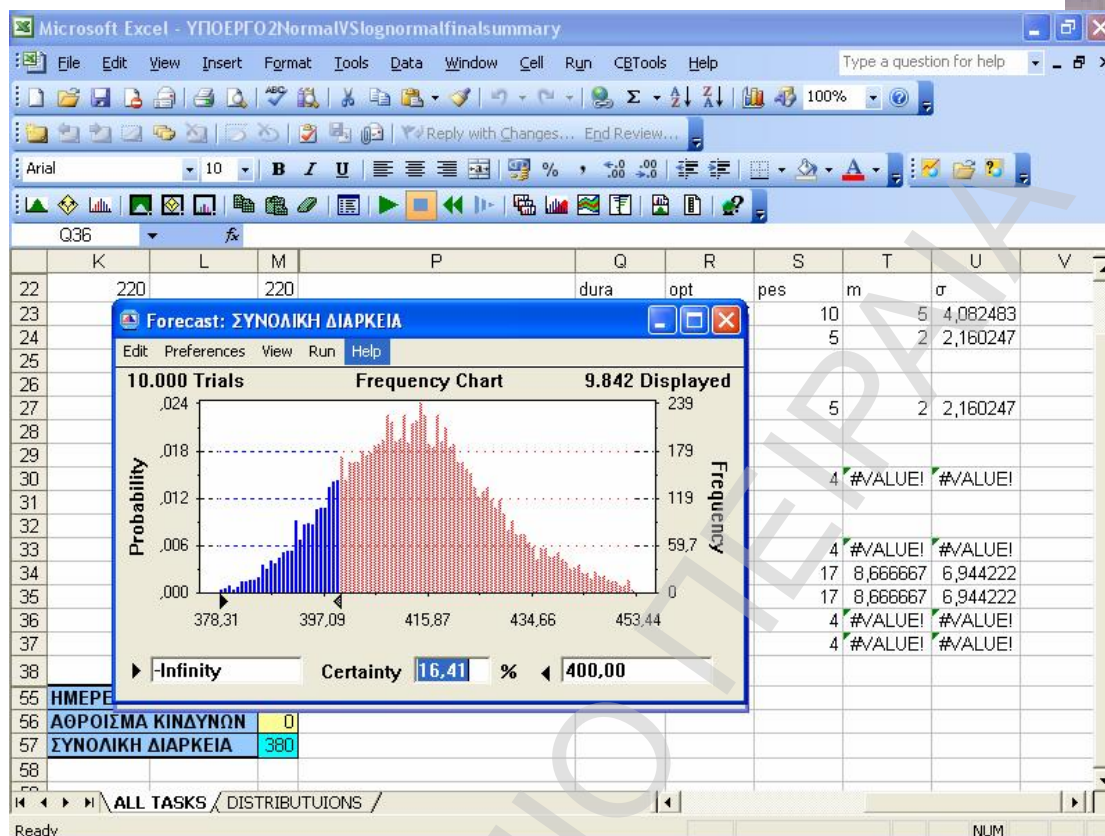 Microsoft Excel - ΥΠΟΕΡΓΟ2NormalVSlognormalfinalsummary
File Edit View Insert Format Tools Data Window Cell Run CBTools Help
Type a question for help
100%
Reply with Changes... End Review...
Arial 10 B I U
Q36 fx
K L M P Q R S T U V
22 220 220 dura opt pes m σ
23 10 5 4,082483
24 5 2 2,160247
25
26
27 5 2 2,160247
28
29
30 4 #VALUE! #VALUE!
31
32
33 4 #VALUE! #VALUE!
34 17 8,666667 6,944222
35 17 8,666667 6,944222
36 4 #VALUE! #VALUE!
37 4 #VALUE! #VALUE!
38
55 ΗΜΕΡΕ
56 ΑΘΡΟΙΣΜΑ ΚΙΝΔΥΝΩΝ 0
57 ΣΥΝΟΛΙΚΗ ΔΙΑΡΚΕΙΑ 380
58
Forecast: ΣΥΝΟΛΙΚΗ ΔΙΑΡΚΕΙΑ
Edit Preferences View Run Help
10.000 Trials Frequency Chart 9.842 Displayed
Probability
,024
,018
,012
,006
,000
239
179
119
59,7
0
Frequency
378,31 397,09 415,87 434,66 453,44
-Infinity Certainty 16,41 % 400,00
ALL TASKS DISTRIBUTUIONS
Ready NUM
ΠΕΙΡΑΙΑ